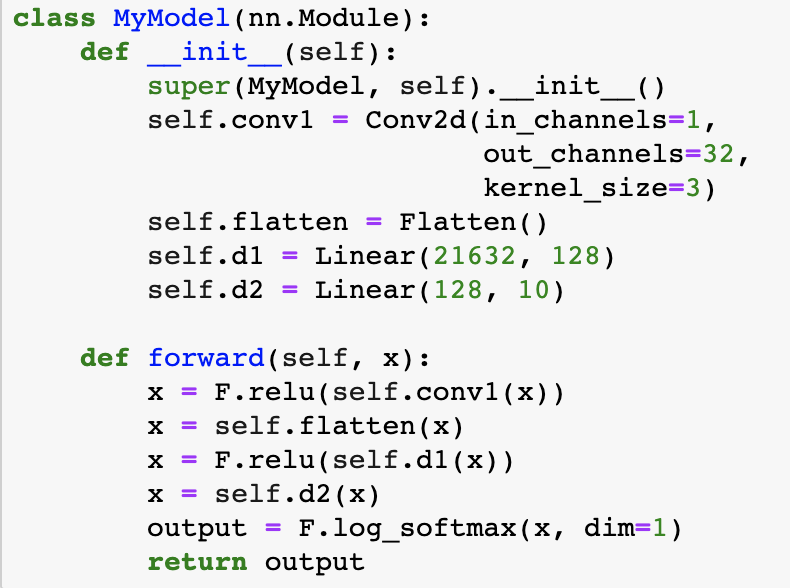 class MyModel(nn.Module):
    def __init__(self):
        super(MyModel, self).__init__()
        self.conv1 = Conv2d(in_channels=1,
                            out_channels=32,
                            kernel_size=3)
        self.flatten = Flatten()
        self.d1 = Linear(21632, 128)
        self.d2 = Linear(128, 10)

    def forward(self, x):
        x = F.relu(self.conv1(x))
        x = self.flatten(x)
        x = F.relu(self.d1(x))
        x = self.d2(x)
        output = F.log_softmax(x, dim=1)
        return output